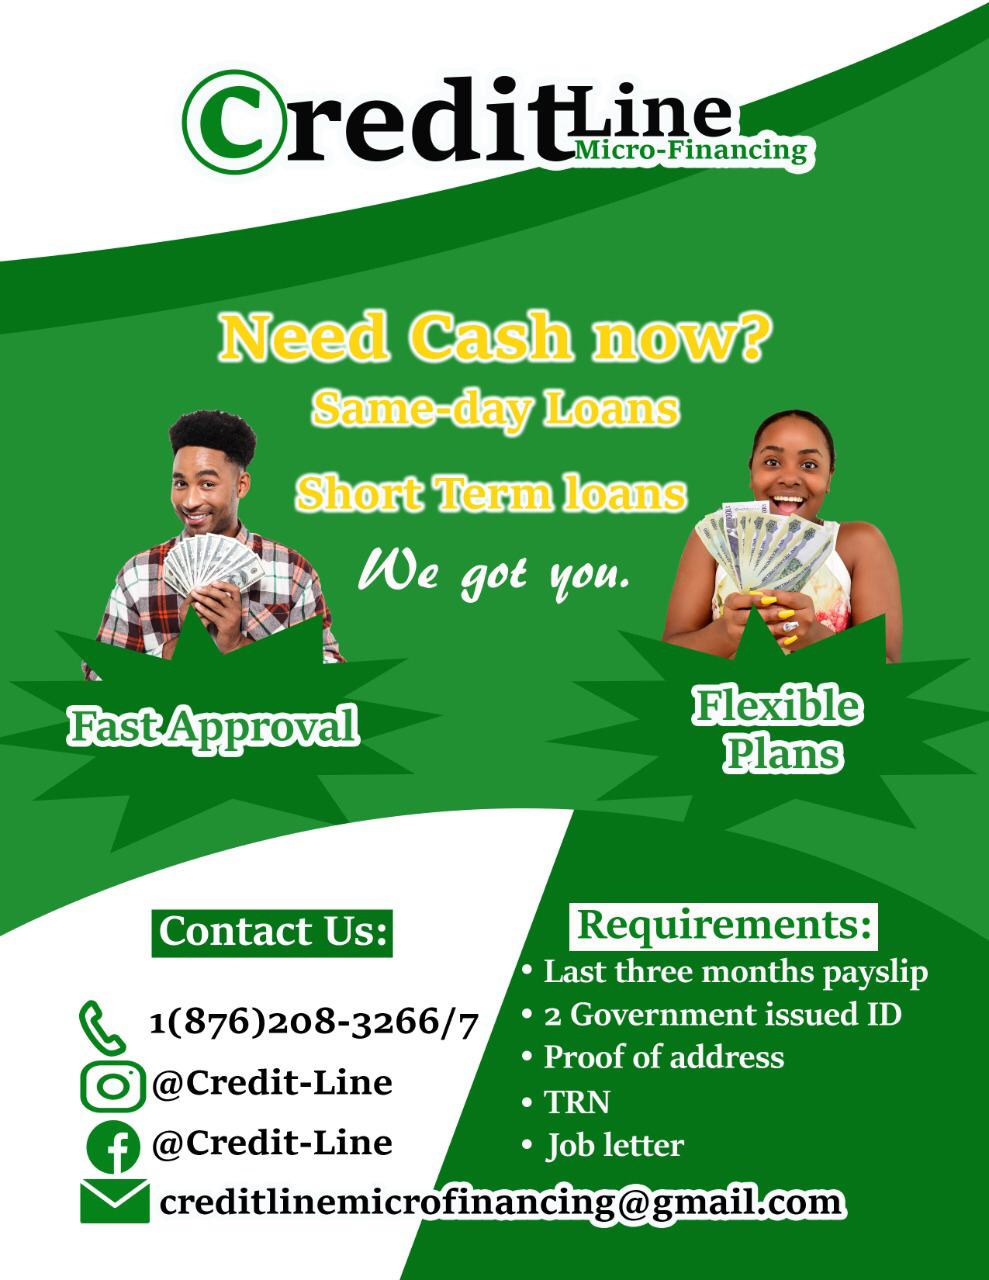 CreditLine
Micro-Financing
Need Cash now?
Same-day Loans
Short Term loans
We got you.
Fast Approval
Flexible
Plans
Contact Us:
1(876)208-3266/7
@Credit-Line
@Credit-Line
creditlinemicrofinancing@gmail.com
Requirements:
• Last three months payslip
• 2 Government issued ID
• Proof of address
• TRN
• Job letter